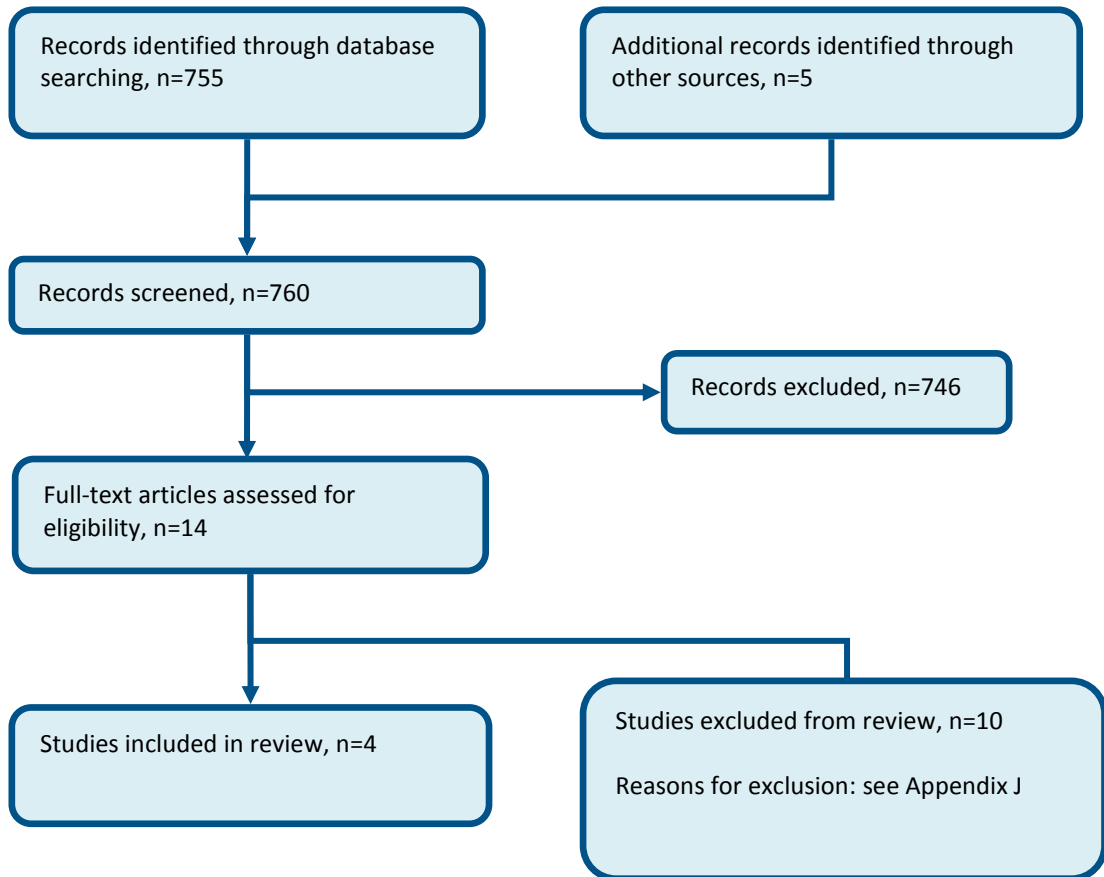 Records identified through database
searching, n=755
Additional records identified through
other sources, n=5
Records screened, n=760
Records excluded, n=746
Full-text articles assessed for
eligibility, n=14
Studies included in review, n=4
Studies excluded from review, n=10
Reasons for exclusion: see Appendix J